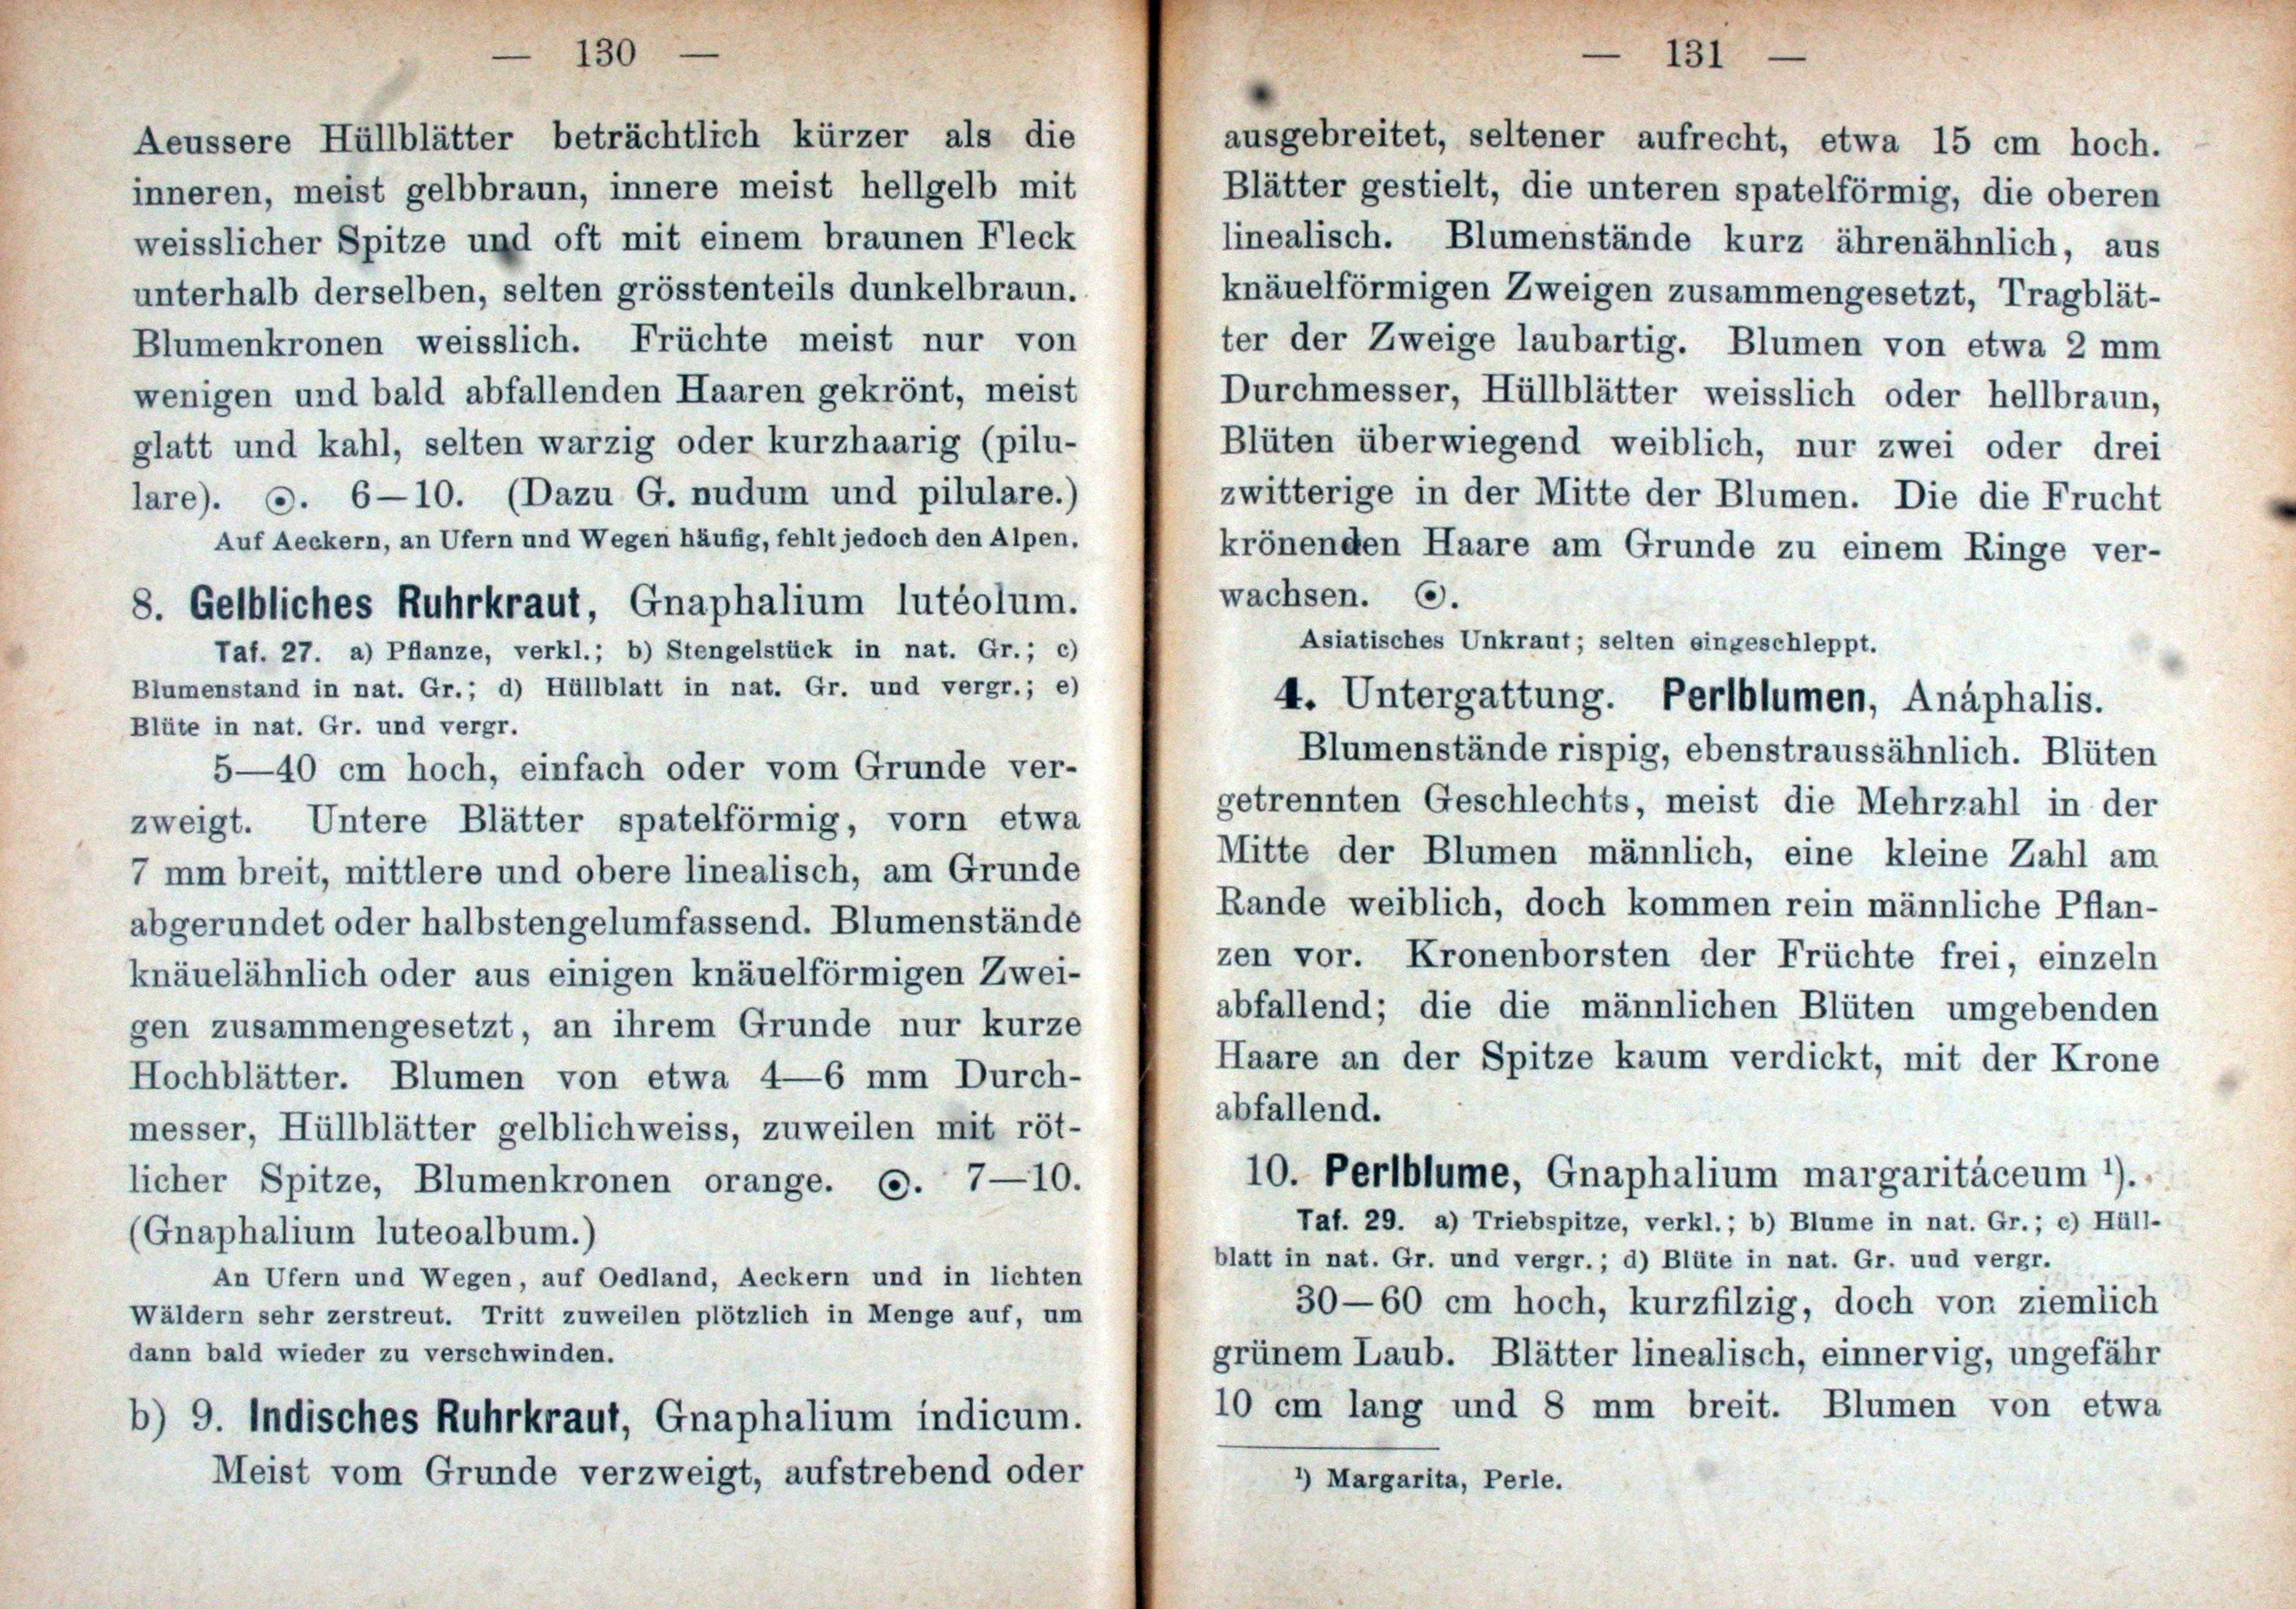 — 130 —
Aeussere Hüllblätter beträchtlich kürzer als die
inneren, meist gelbbraun, innere meist hellgelb mit
weisslicher Spitze und oft mit einem braunen Fleck
unterhalb derselben, selten grösstenteils dunkelbraun.
Blumenkronen weisslich. Früchte meist nur von
wenigen und bald abfallenden Haaren gekrönt, meist
glatt und kahl, selten warzig oder kurzhaarig (pilu-
lare). ⊙. 6—10. (Dazu G. nudum und pilulare.)
Auf Aeckern, an Ufern und Wegen häufig, fehlt jedoch den Alpen.
8. Gelbliches Ruhrkraut, Gnaphalium lutéolum.
Taf. 27. a) Pflanze, verkl.; b) Stengelstück in nat. Gr.; c)
Blumenstand in nat. Gr.; d) Hüllblatt in nat. Gr. und vergr.; e)
Blüte in nat. Gr. und vergr.
5—40 cm hoch, einfach oder vom Grunde ver-
zweigt. Untere Blätter spatelförmig, vorn etwa
7 mm breit, mittlere und obere linealisch, am Grunde
abgerundet oder halbstengelumfassend. Blumenstände
knäuelähnlich oder aus einigen knäuelförmigen Zwei-
gen zusammengesetzt, an ihrem Grunde nur kurze
Hochblätter. Blumen von etwa 4—6 mm Durch-
messer, Hüllblätter gelblichweiss, zuweilen mit röt-
licher Spitze, Blumenkronen orange. ⊙. 7—10.
(Gnaphalium luteoalbum.)
An Ufern und Wegen, auf Oedland, Aeckern und in lichten
Wäldern sehr zerstreut. Tritt zuweilen plötzlich in Menge auf, um
dann bald wieder zu verschwinden.
b) 9. Indisches Ruhrkraut, Gnaphalium indicum.
Meist vom Grunde verzweigt, aufstrebend oder
— 131 —
ausgebreitet, seltener aufrecht, etwa 15 cm hoch.
Blätter gestielt, die unteren spatelförmig, die oberen
linealisch. Blumenstände kurz ährenähnlich, aus
knäuelförmigen Zweigen zusammengesetzt, Tragblät-
ter der Zweige laubartig. Blumen von etwa 2 mm
Durchmesser, Hüllblätter weisslich oder hellbraun,
Blüten überwiegend weiblich, nur zwei oder drei
zwitterige in der Mitte der Blumen. Die die Frucht
krönenden Haare am Grunde zu einem Ringe ver-
wachsen. ⊙.
Asiatisches Unkraut; selten eingeschleppt.
4. Untergattung. Perlblumen, Anáphalis.
Blumenstände rispig, ebenstraussähnlich. Blüten
getrennten Geschlechts, meist die Mehrzahl in der
Mitte der Blumen männlich, eine kleine Zahl am
Rande weiblich, doch kommen rein männliche Pflan-
zen vor. Kronenborsten der Früchte frei, einzeln
abfallend; die die männlichen Blüten umgebenden
Haare an der Spitze kaum verdickt, mit der Krone
abfallend.
10. Perlblume, Gnaphalium margaritáceum ¹).
Taf. 29. a) Triebspitze, verkl.; b) Blume in nat. Gr.; c) Hüll-
blatt in nat. Gr. und vergr.; d) Blüte in nat. Gr. und vergr.
30—60 cm hoch, kurzfilzig, doch von ziemlich
grünem Laub. Blätter linealisch, einnervig, ungefähr
10 cm lang und 8 mm breit. Blumen von etwa
¹) Margarita, Perle.